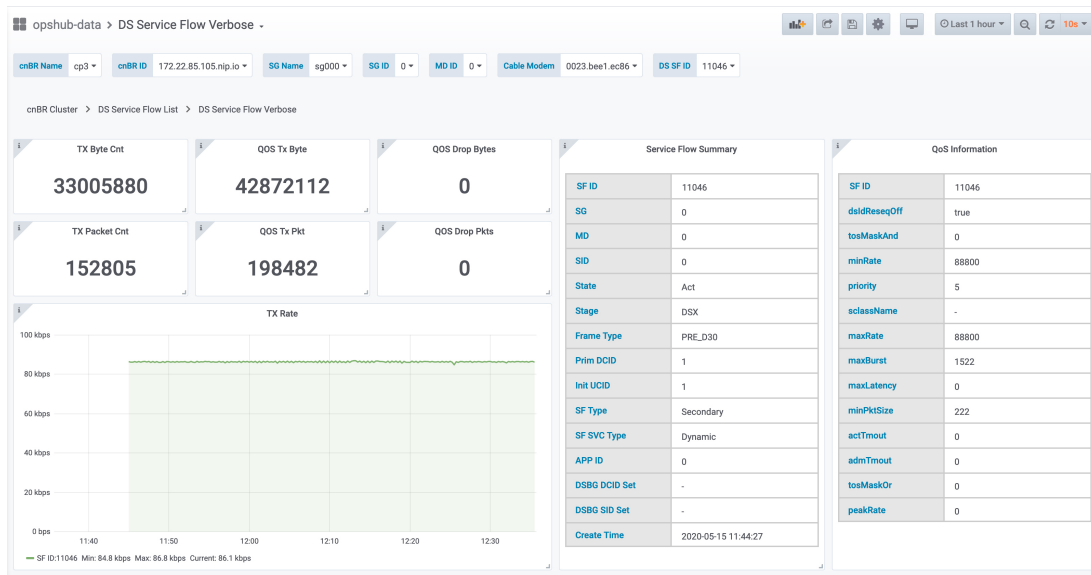 opshub-data > DS Service Flow Verbose
Last 1 hour
10s
cnBR Name cp3 cnBR ID 172.22.85.105.nip.io SG Name sg000 SG ID 0 MD ID 0 Cable Modem 0023.bee1.ec86 DS SF ID 11046
cnBR Cluster > DS Service Flow List > DS Service Flow Verbose
TX Byte Cnt
33005880
QOS Tx Byte
42872112
QOS Drop Bytes
0
TX Packet Cnt
152805
QOS Tx Pkt
198482
QOS Drop Pkts
0
TX Rate
100 kbps
80 kbps
60 kbps
40 kbps
20 kbps
0 bps
11:40 11:50 12:00 12:10 12:20 12:30
SF ID:11046 Min: 84.8 kbps Max: 86.8 kbps Current: 86.1 kbps
Service Flow Summary
SF ID 11046
SG 0
MD 0
SID 0
State Act
Stage DSX
Frame Type PRE_D30
Prim DCID 1
Init UCID 1
SF Type Secondary
SF SVC Type Dynamic
APP ID 0
DSBG DCID Set -
DSBG SID Set -
Create Time 2020-05-15 11:44:27
QoS Information
SF ID 11046
dsIdReseqOff true
tosMaskAnd 0
minRate 88800
priority 5
sclassName -
maxRate 88800
maxBurst 1522
maxLatency 0
minPktSize 222
actTmout 0
admTmout 0
tosMaskOr 0
peakRate 0